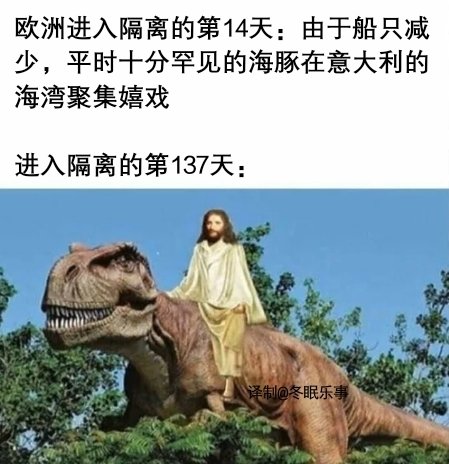 欧洲进入隔离的第14天：由于船只减
少，平时十分罕见的海豚在意大利的
海湾聚集嬉戏
进入隔离的第137天：
译制@冬眠乐事